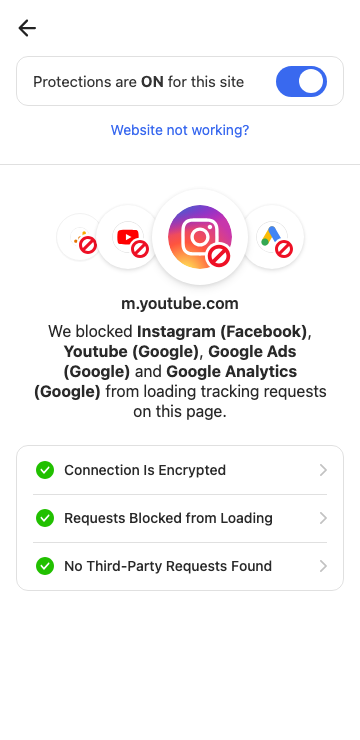 Protections are ON for this site
Website not working?
m.youtube.com
We blocked Instagram (Facebook),
Youtube (Google), Google Ads
(Google) and Google Analytics
(Google) from loading tracking requests
on this page.
Connection Is Encrypted
Requests Blocked from Loading
No Third-Party Requests Found